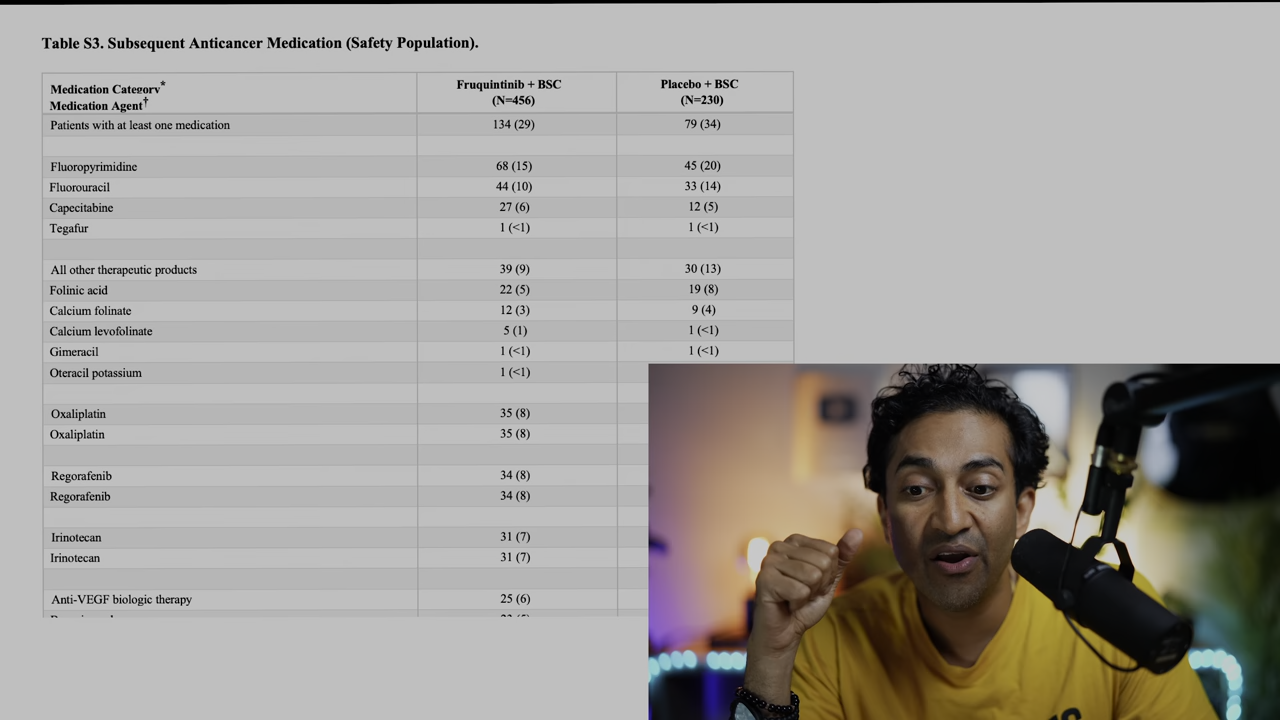 Table S3. Subsequent Anticancer Medication (Safety Population).
Medication Category* Fruquintinib + BSC Placebo + BSC
Medication Agent† (N=456) (N=230)
Patients with at least one medication 134 (29) 79 (34)
Fluoropyrimidine 68 (15) 45 (20)
Fluorouracil 44 (10) 33 (14)
Capecitabine 27 (6) 12 (5)
Tegafur 1 (<1) 1 (<1)
All other therapeutic products 39 (9) 30 (13)
Folinic acid 22 (5) 19 (8)
Calcium folinate 12 (3) 9 (4)
Calcium levofolinate 5 (1) 1 (<1)
Gimeracil 1 (<1) 1 (<1)
Oteracil potassium 1 (<1)
Oxaliplatin 35 (8)
Oxaliplatin 35 (8)
Regorafenib 34 (8)
Regorafenib 34 (8)
Irinotecan 31 (7)
Irinotecan 31 (7)
Anti-VEGF biologic therapy 25 (6)